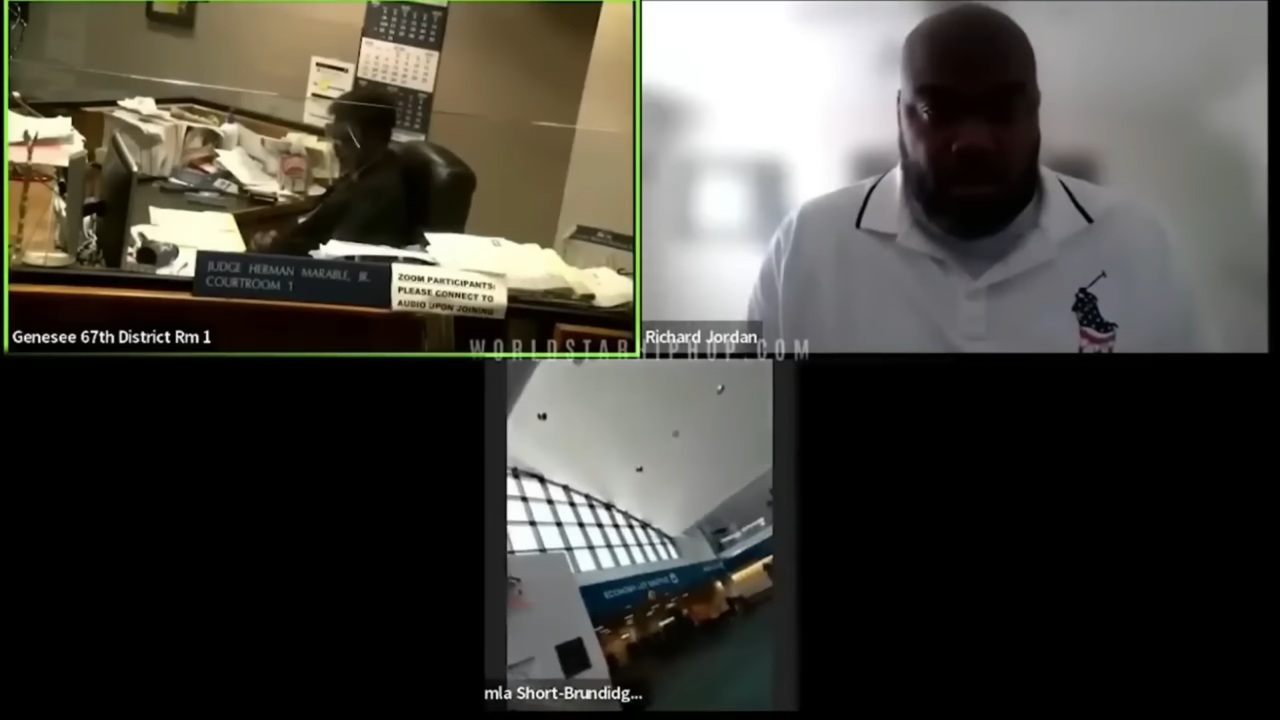 JUDGE HERMAN MARABLE, JR.
COURTROOM 1
ZOOM PARTICIPANTS:
PLEASE CONNECT TO
AUDIO UPON JOINING
Genesee 67th District Rm 1
Richard Jordan
WORLDSTARHIPHOP.COM
mla Short-Brundidg...